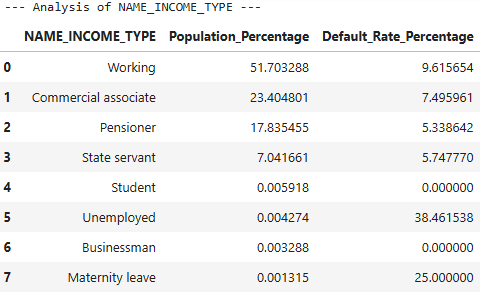 --- Analysis of NAME_INCOME_TYPE ---
NAME_INCOME_TYPE Population_Percentage Default_Rate_Percentage
0 Working 51.703288 9.615654
1 Commercial associate 23.404801 7.495961
2 Pensioner 17.835455 5.338642
3 State servant 7.041661 5.747770
4 Student 0.005918 0.000000
5 Unemployed 0.004274 38.461538
6 Businessman 0.003288 0.000000
7 Maternity leave 0.001315 25.000000